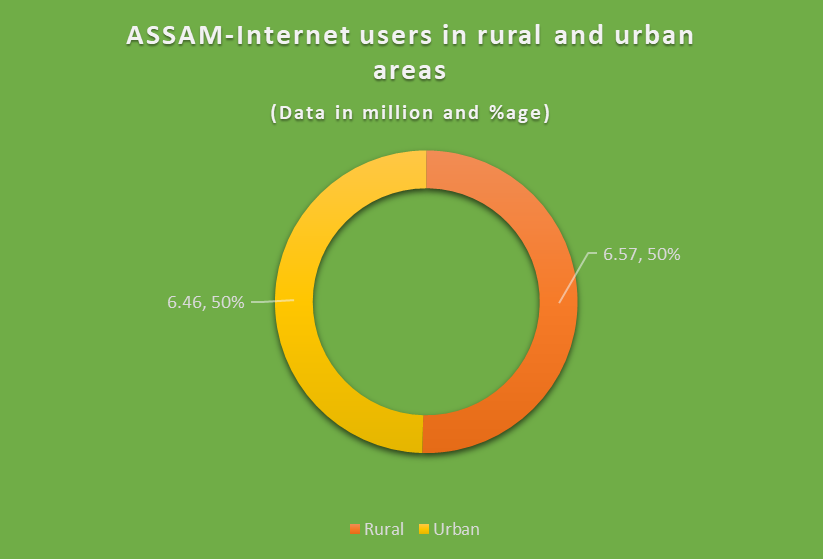 ASSAM-Internet users in rural and urban
areas
(Data in million and %age)
6.57, 50%
6.46, 50%
Rural Urban